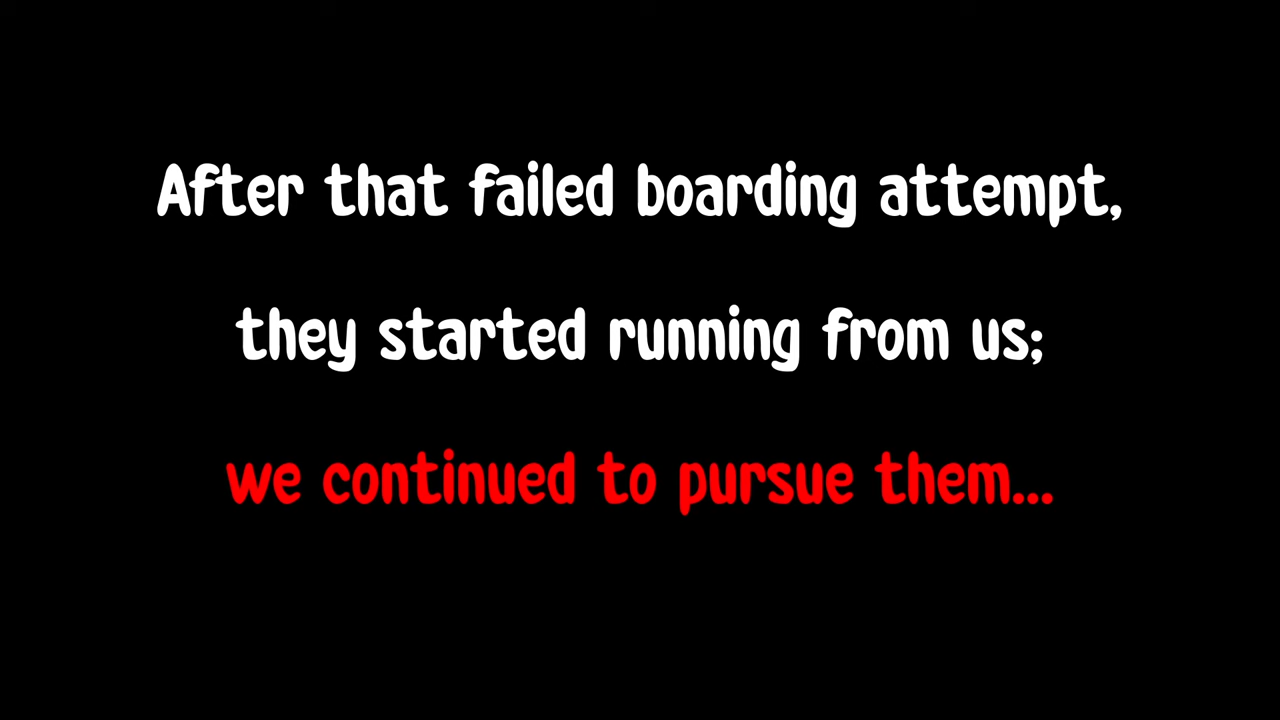 After that failed boarding attempt,
they started running from us;
we continued to pursue them...